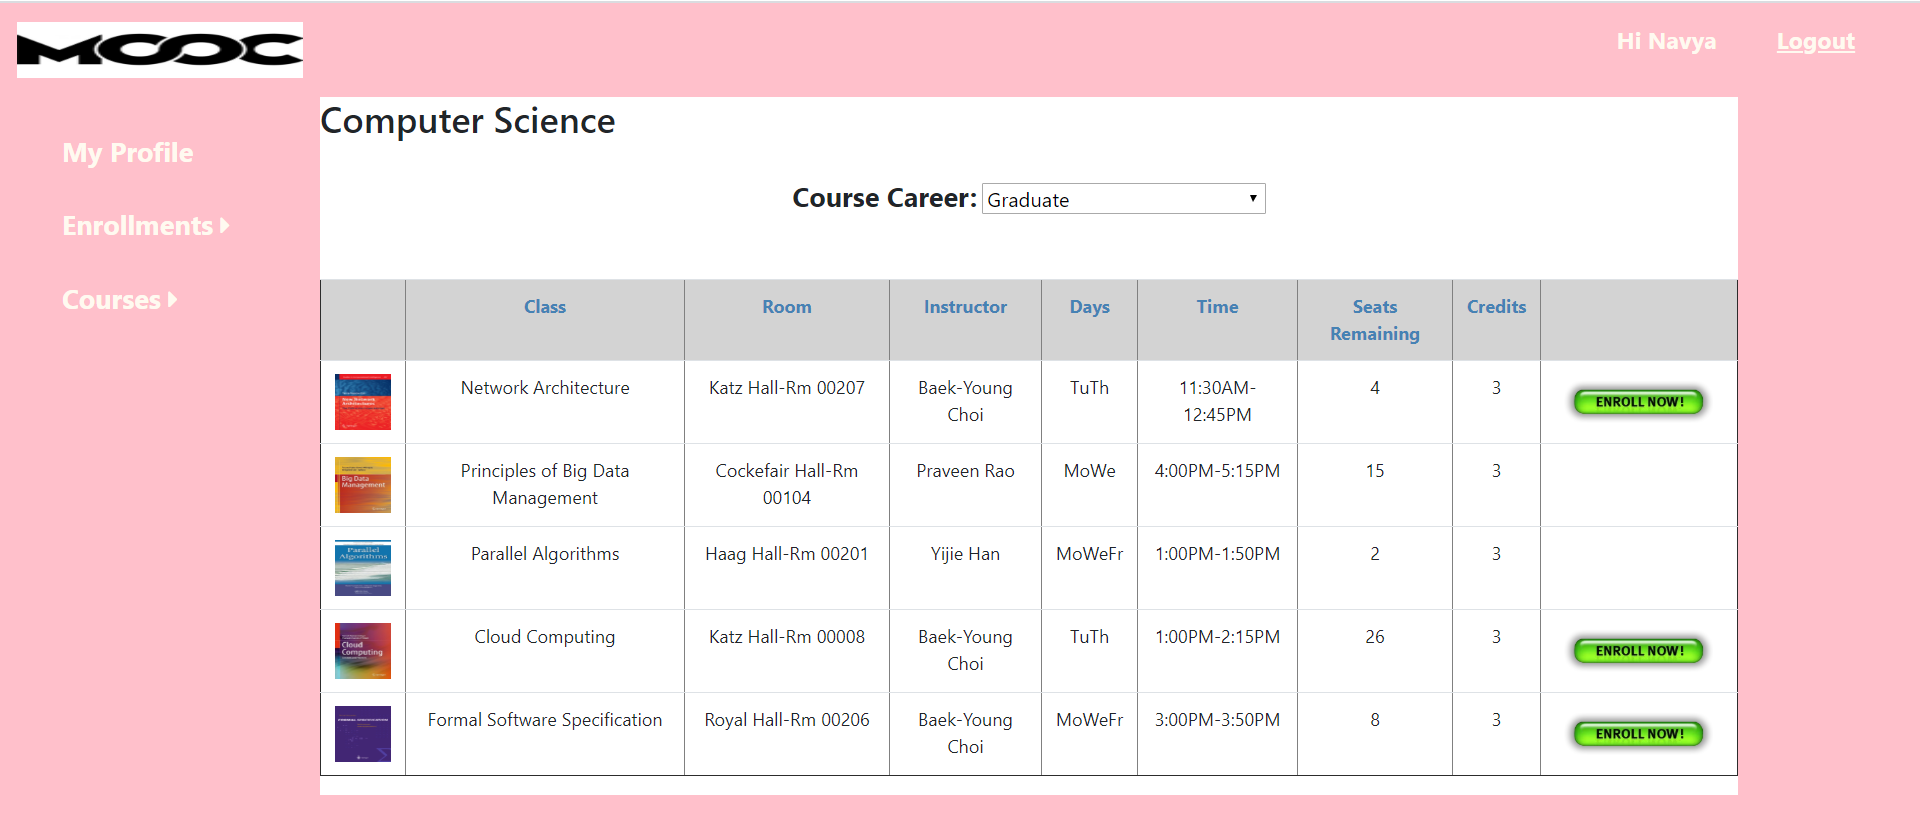 MOOC
Hi Navya Logout
My Profile
Enrollments
Courses
Computer Science
Course Career: Graduate
Class Room Instructor Days Time Seats Remaining Credits
Network Architecture Katz Hall-Rm 00207 Baek-Young Choi TuTh 11:30AM-12:45PM 4 3 ENROLL NOW!
Big Data Management
Principles of Big Data Management Cockefair Hall-Rm 00104 Praveen Rao MoWe 4:00PM-5:15PM 15 3
Parallel Algorithms
Parallel Algorithms Haag Hall-Rm 00201 Yijie Han MoWeFr 1:00PM-1:50PM 2 3
Cloud Computing
Cloud Computing Katz Hall-Rm 00008 Baek-Young Choi TuTh 1:00PM-2:15PM 26 3 ENROLL NOW!
Formal Software Specification Royal Hall-Rm 00206 Baek-Young Choi MoWeFr 3:00PM-3:50PM 8 3 ENROLL NOW!